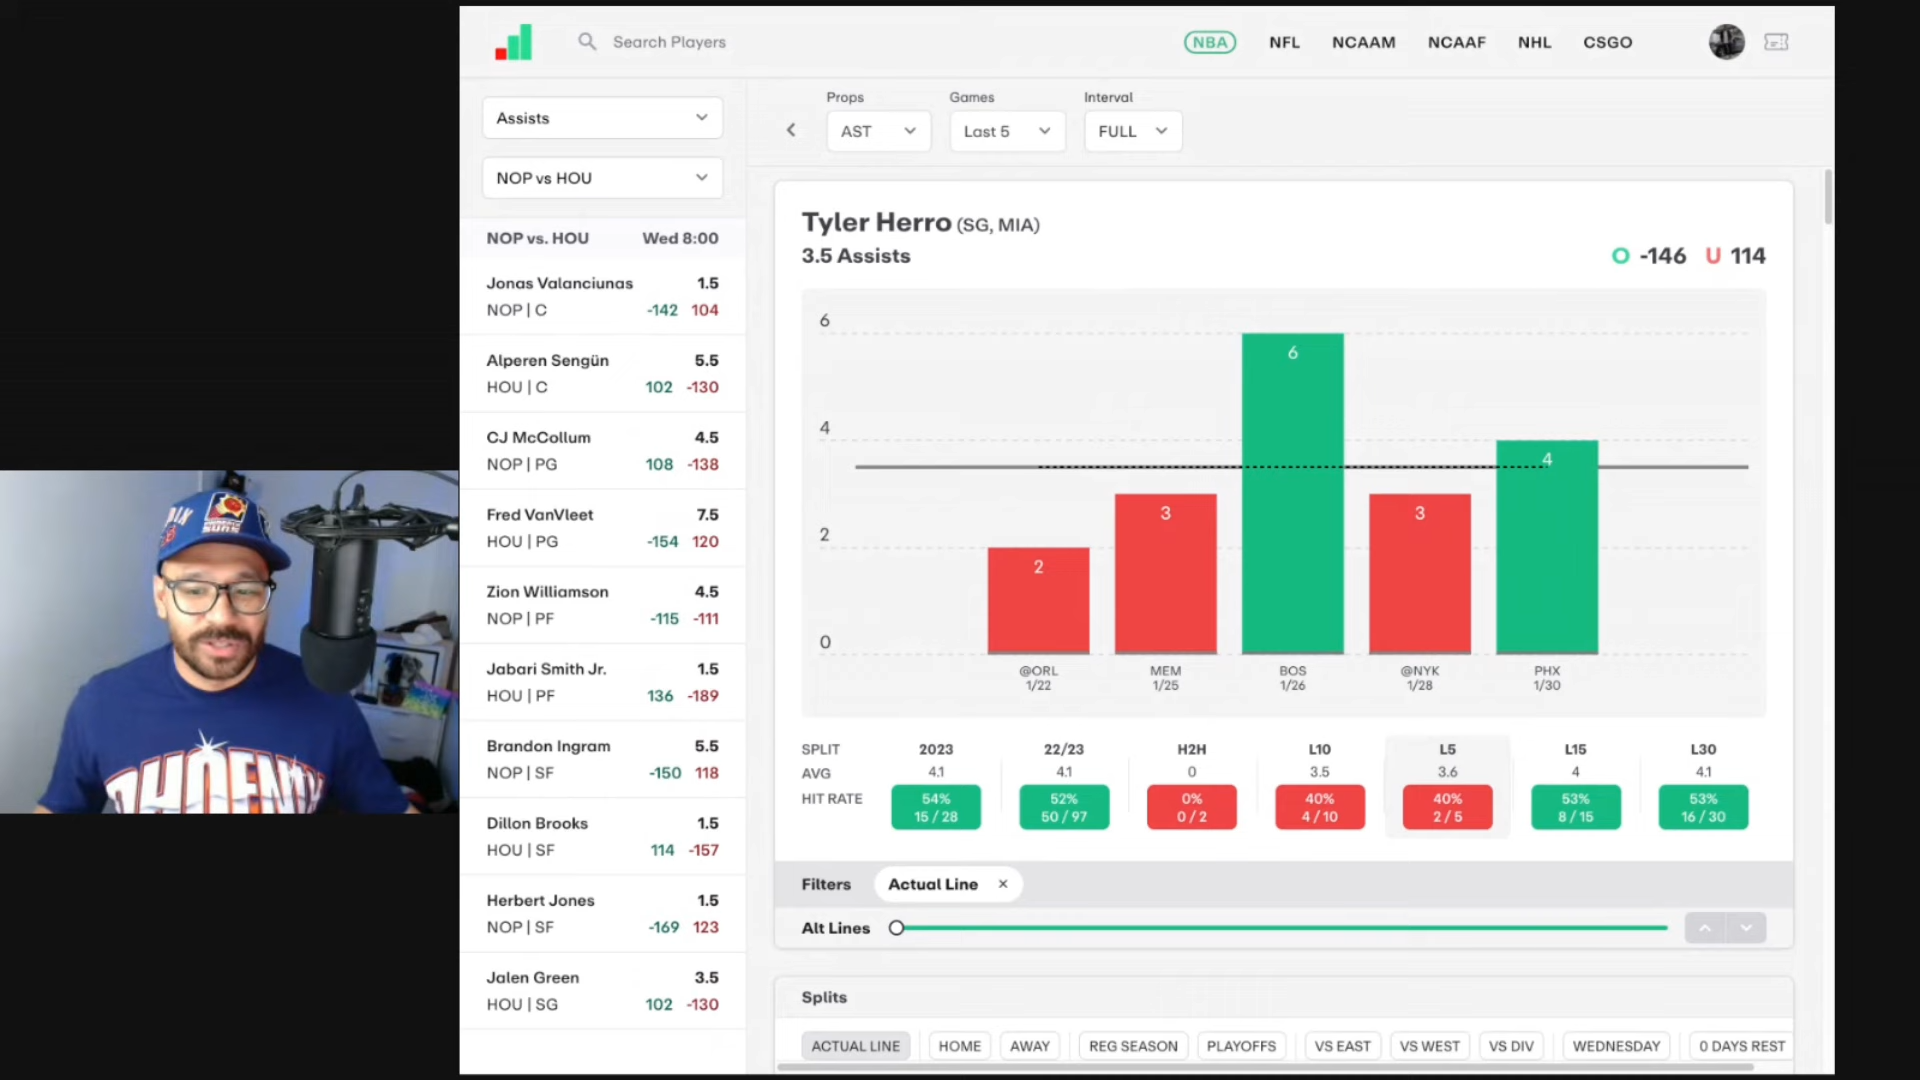 Search Players
NBA NFL NCAAM NCAAF NHL CSGO
Assists
NOP vs HOU
NOP vs. HOU Wed 8:00
Jonas Valanciunas 1.5
NOP | C -142 104
Alperen Sengün 5.5
HOU | C 102 -130
CJ McCollum 4.5
NOP | PG 108 -138
Fred VanVleet 7.5
HOU | PG -154 120
Zion Williamson 4.5
NOP | PF -115 -111
Jabari Smith Jr. 1.5
HOU | PF 136 -189
Brandon Ingram 5.5
NOP | SF -150 118
Dillon Brooks 1.5
HOU | SF 114 -157
Herbert Jones 1.5
NOP | SF -169 123
Jalen Green 3.5
HOU | SG 102 -130
Props Games Interval
AST Last 5 FULL
Tyler Herro (SG, MIA)
3.5 Assists O -146 U 114
6
4
2
0
2 3 6 3 4
@ORL MEM BOS @NYK PHX
1/22 1/25 1/26 1/28 1/30
SPLIT 2023 22/23 H2H L10 L5 L15 L30
AVG 4.1 4.1 0 3.5 3.6 4 4.1
HIT RATE 54% 52% 0% 40% 40% 53% 53%
15 / 28 50 / 97 0 / 2 4 / 10 2 / 5 8 / 15 16 / 30
Filters Actual Line ×
Alt Lines
Splits
ACTUAL LINE HOME AWAY REG SEASON PLAYOFFS VS EAST VS WEST VS DIV WEDNESDAY 0 DAYS REST
SUNS
PHOENIX